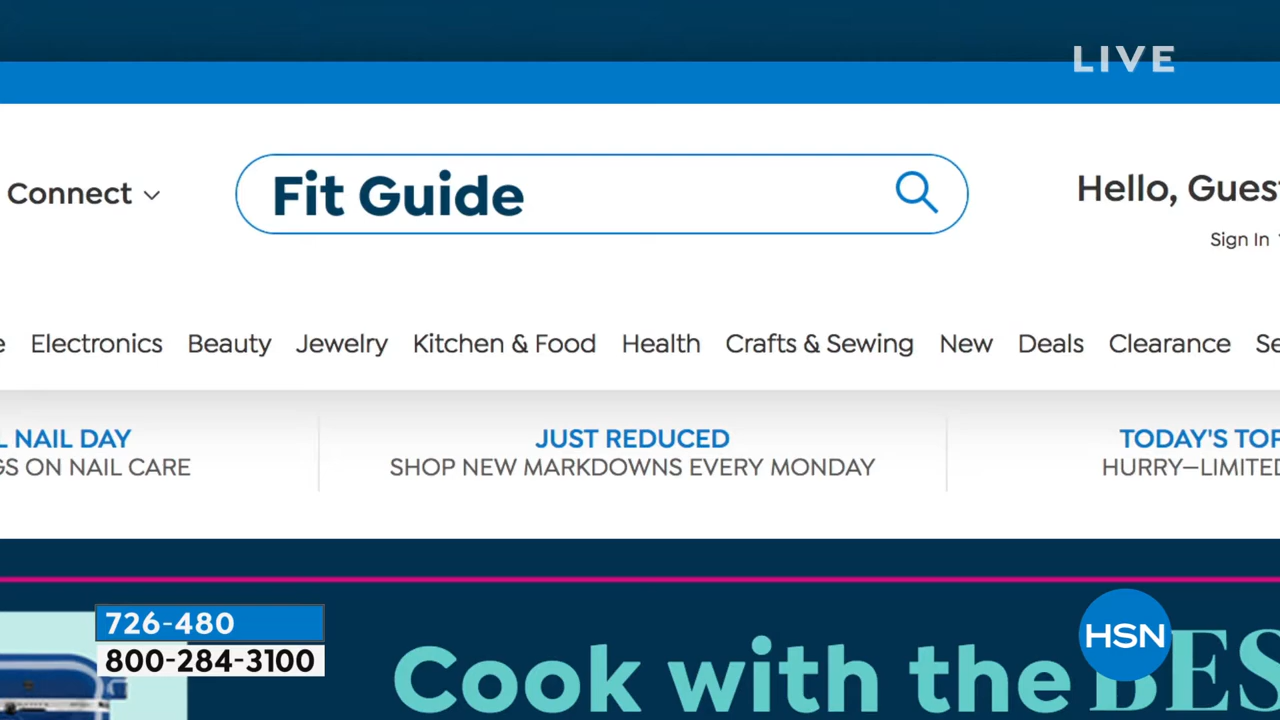 LIVE
Connect
Fit Guide
Hello, Gues
Sign In
Electronics Beauty Jewelry Kitchen & Food Health Crafts & Sewing New Deals Clearance Se
L NAIL DAY
GS ON NAIL CARE
JUST REDUCED
SHOP NEW MARKDOWNS EVERY MONDAY
TODAY'S TOP
HURRY—LIMITED
726-480
800-284-3100
Cook with the BES
HSN